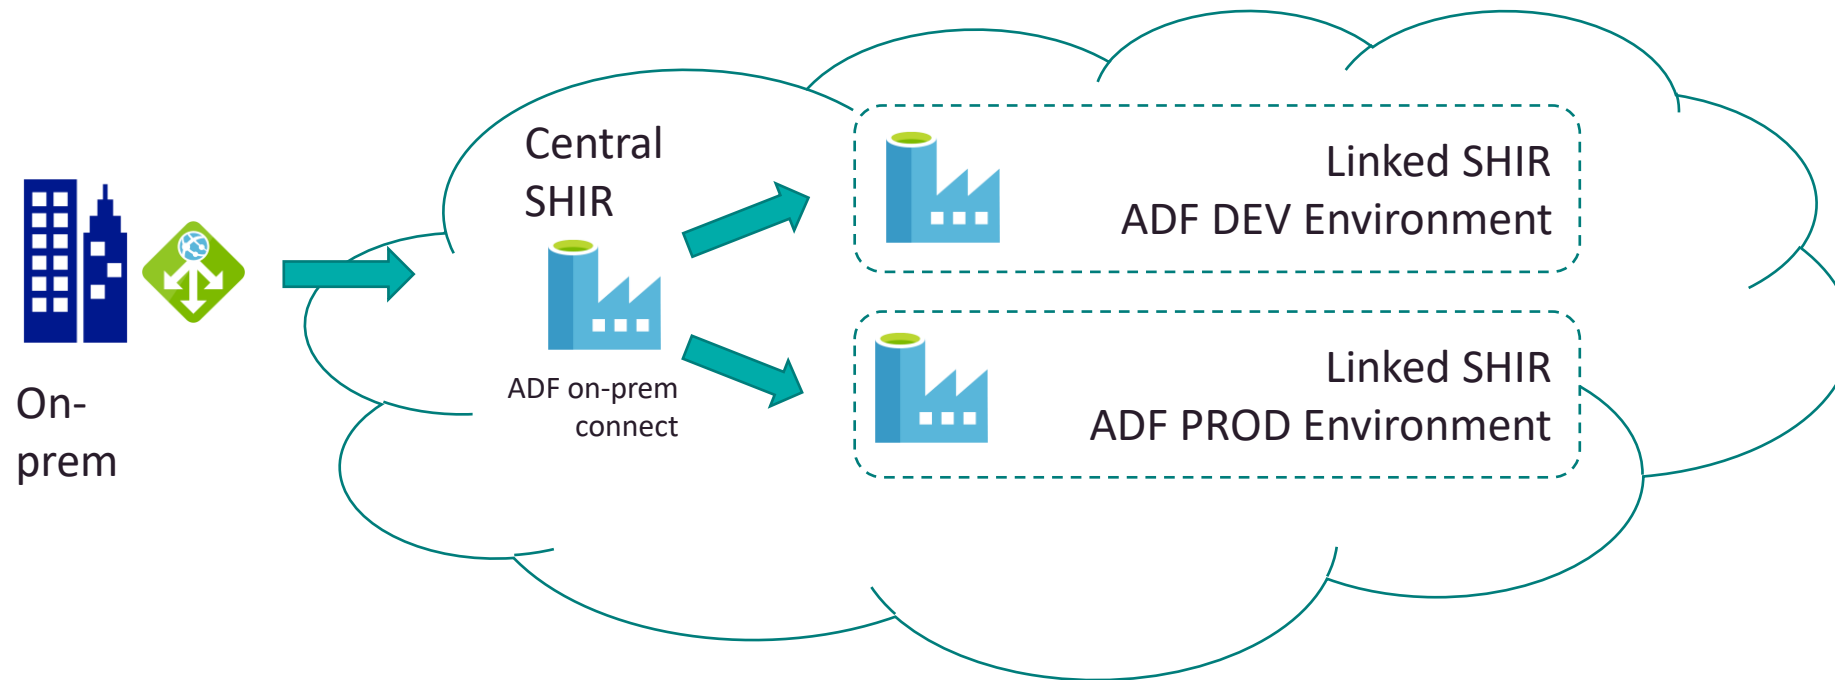 On-
prem
Central
SHIR
ADF on-prem
connect
Linked SHIR
ADF DEV Environment
Linked SHIR
ADF PROD Environment